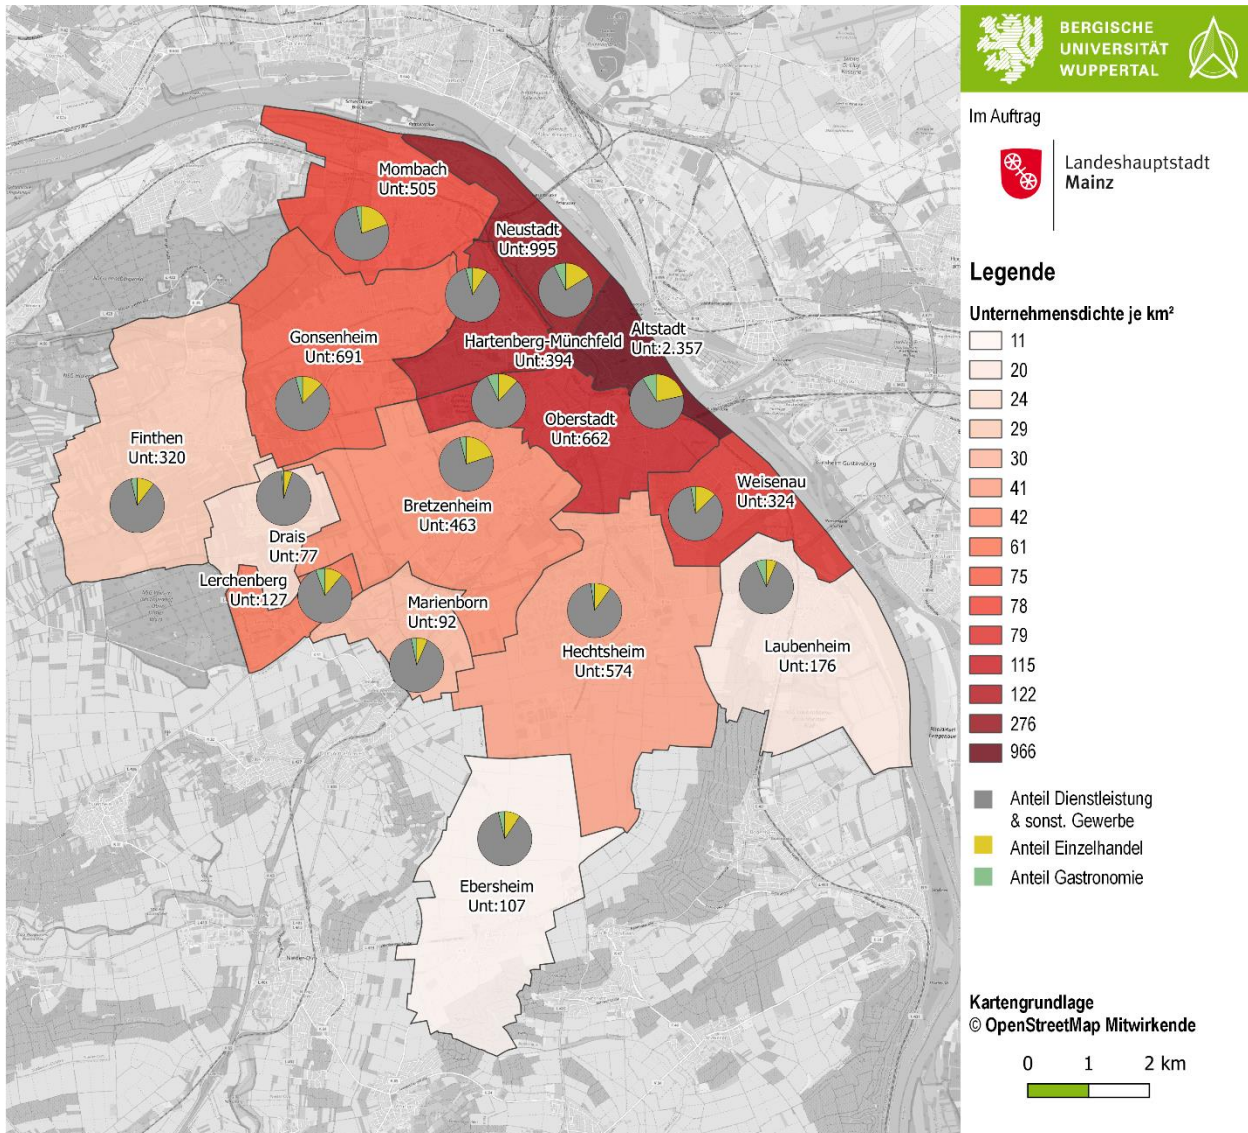 BERGISCHE
UNIVERSITÄT
WUPPERTAL
Im Auftrag
Landeshauptstadt
Mainz
Mombach
Unt:505
Neustadt
Unt:995
Gonsenheim
Unt:691
Hartenberg-Münchfeld
Unt:394
Altstadt
Unt:2.357
Oberstadt
Unt:662
Finthen
Unt:320
Bretzenheim
Unt:463
Weisenau
Unt:324
Drais
Unt:77
Lerchenberg
Unt:127
Marienborn
Unt:92
Hechtsheim
Unt:574
Laubenheim
Unt:176
Ebersheim
Unt:107
Legende
Unternehmensdichte je km²
11
20
24
29
30
41
42
61
75
78
79
115
122
276
966
Anteil Dienstleistung
& sonst. Gewerbe
Anteil Einzelhandel
Anteil Gastronomie
Kartengrundlage
© OpenStreetMap Mitwirkende
0 1 2 km